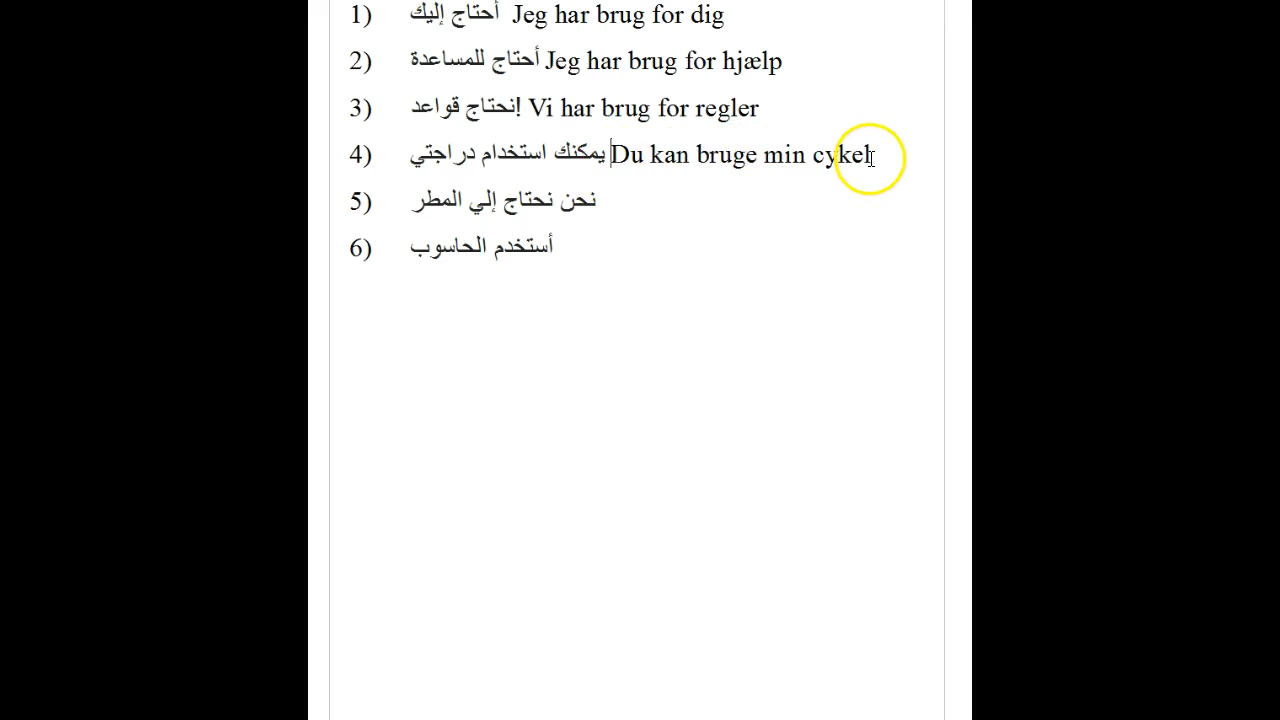 1) أحتاج إليك Jeg har brug for dig
2) أحتاج للمساعدة Jeg har brug for hjælp
3) نحتاج قواعد! Vi har brug for regler
4) يمكنك استخدام دراجتي Du kan bruge min cykel
5) نحن نحتاج إلي المطر
6) أستخدم الحاسوب